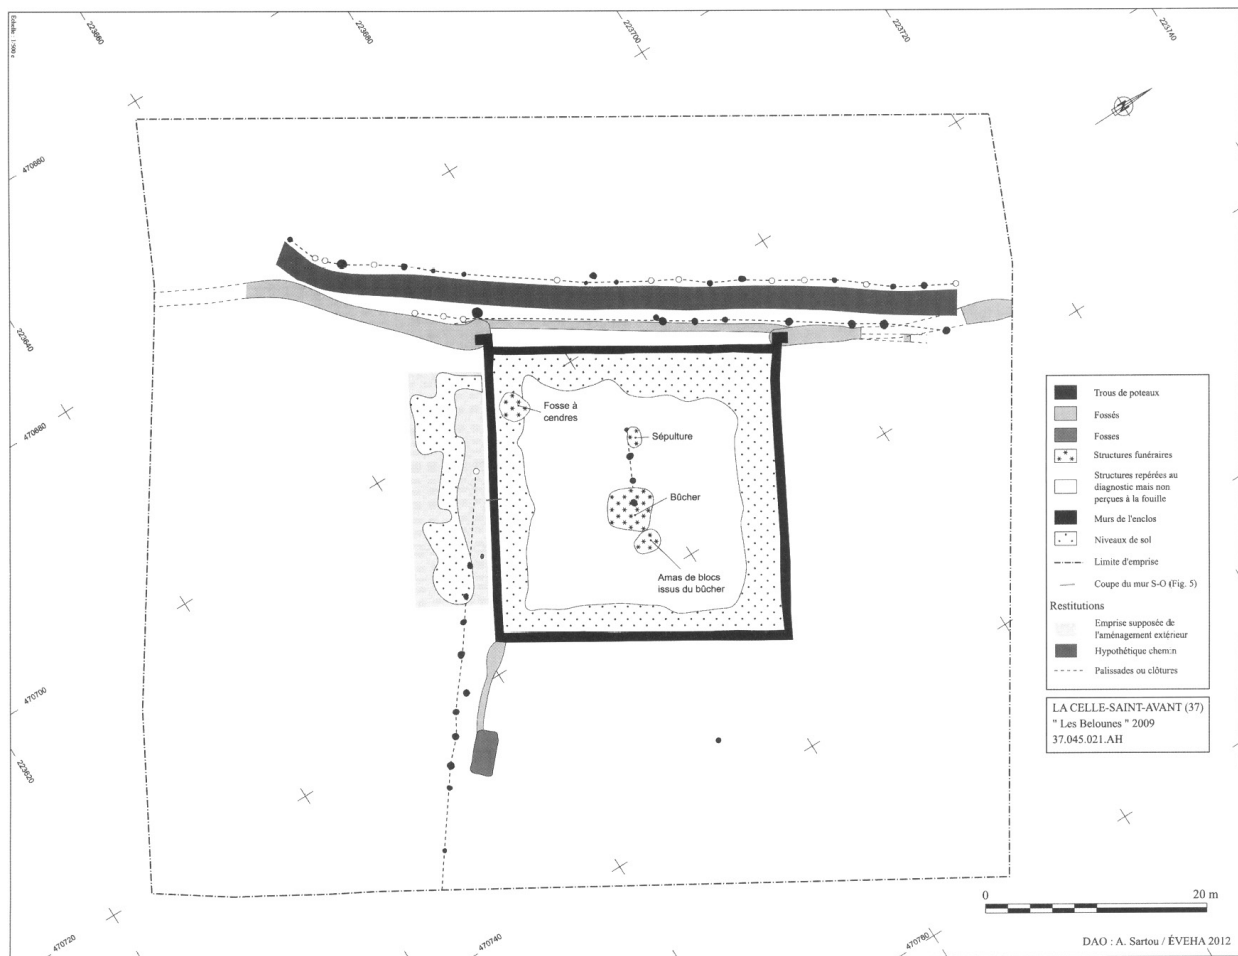 Echelle : 1:500 e
223660
223680
223700
223720
223740
470660
223640
470680
470700
223620
470720
470740
470760
Fosse à
cendres
Sépulture
Bûcher
Amas de blocs
issus du bûcher
Trous de poteaux
Fossés
Fosses
Structures funéraires
Structures repérées au
diagnostic mais non
perçues à la fouille
Murs de l'enclos
Niveaux de sol
Limite d'emprise
Coupe du mur S-O (Fig. 5)
Restitutions
Emprise supposée de
l'aménagement extérieur
Hypothétique chemin
Palissades ou clôtures
LA CELLE-SAINT-AVANT (37)
" Les Belounes " 2009
37.045.021.AH
0 20 m
DAO : A. Sartou / ÉVEHA 2012